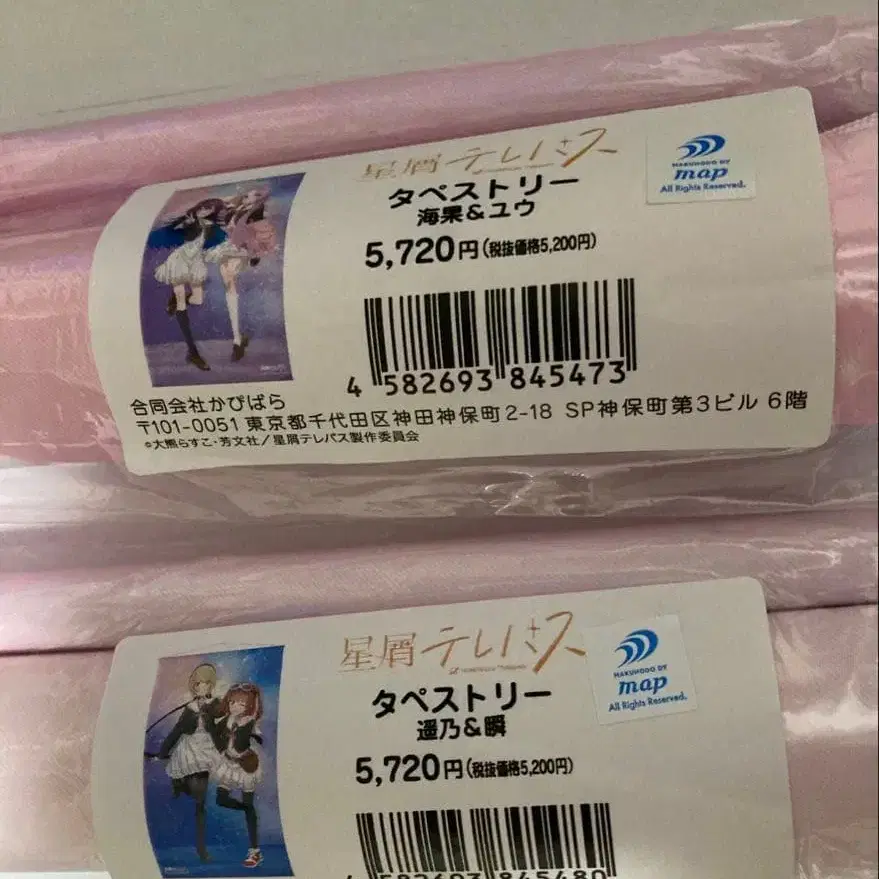 星屑テレパス
HAKUHODO DY
map
All Rights Reserved.
タペストリー
海果&ユウ
5,720円(税抜価格5,200円)
4 582693 845473
合同会社かぴばら
〒101-0051 東京都千代田区神田神保町2-18 SP神保町第3ビル 6階
©大熊らすこ・芳文社/星屑テレパス製作委員会
星屑テレパス
HAKUHODO DY
map
All Rights Reserved.
タペストリー
遥乃&瞬
5,720円(税抜価格5,200円)
4 582693 845480